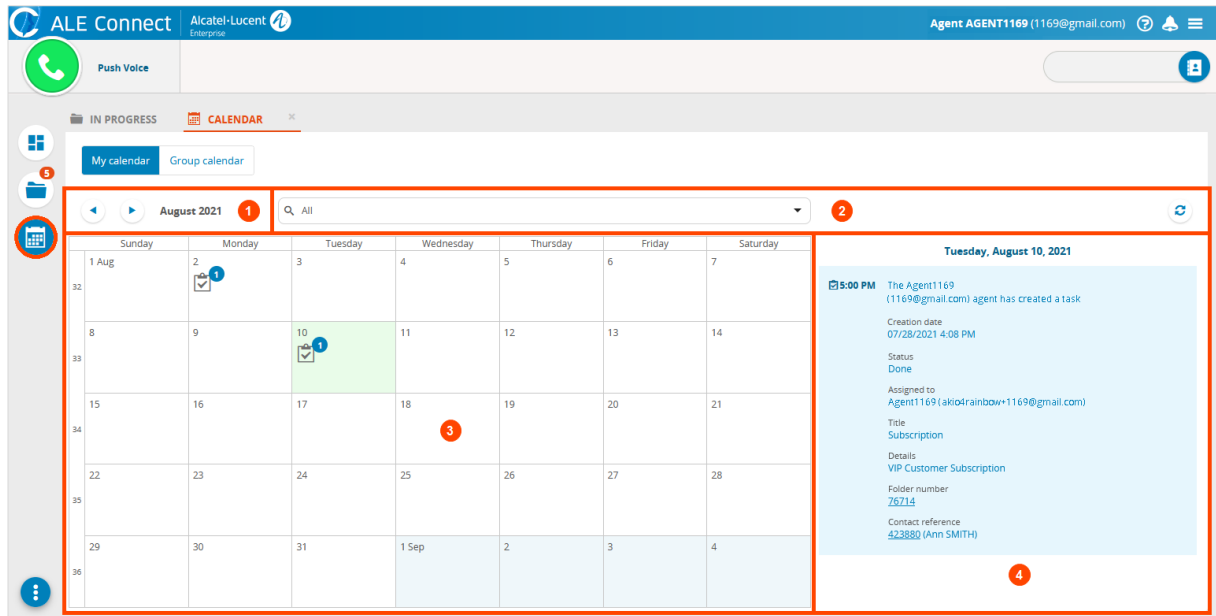 ALE Connect
Alcatel·Lucent
Enterprise
Agent AGENT1169 (1169@gmail.com)
Push Voice
IN PROGRESS
CALENDAR ×
5
My calendar Group calendar
August 2021 1
All 2
Sunday Monday Tuesday Wednesday Thursday Friday Saturday
32 1 Aug 2 3 4 5 6 7
1
33 8 9 10 11 12 13 14
1
34 15 16 17 18 19 20 21
3
35 22 23 24 25 26 27 28
36 29 30 31 1 Sep 2 3 4
Tuesday, August 10, 2021
5:00 PM The Agent1169
(1169@gmail.com) agent has created a task
Creation date
07/28/2021 4:08 PM
Status
Done
Assigned to
Agent1169 (akio4rainbow+1169@gmail.com)
Title
Subscription
Details
VIP Customer Subscription
Folder number
76714
Contact reference
423880 (Ann SMITH)
4